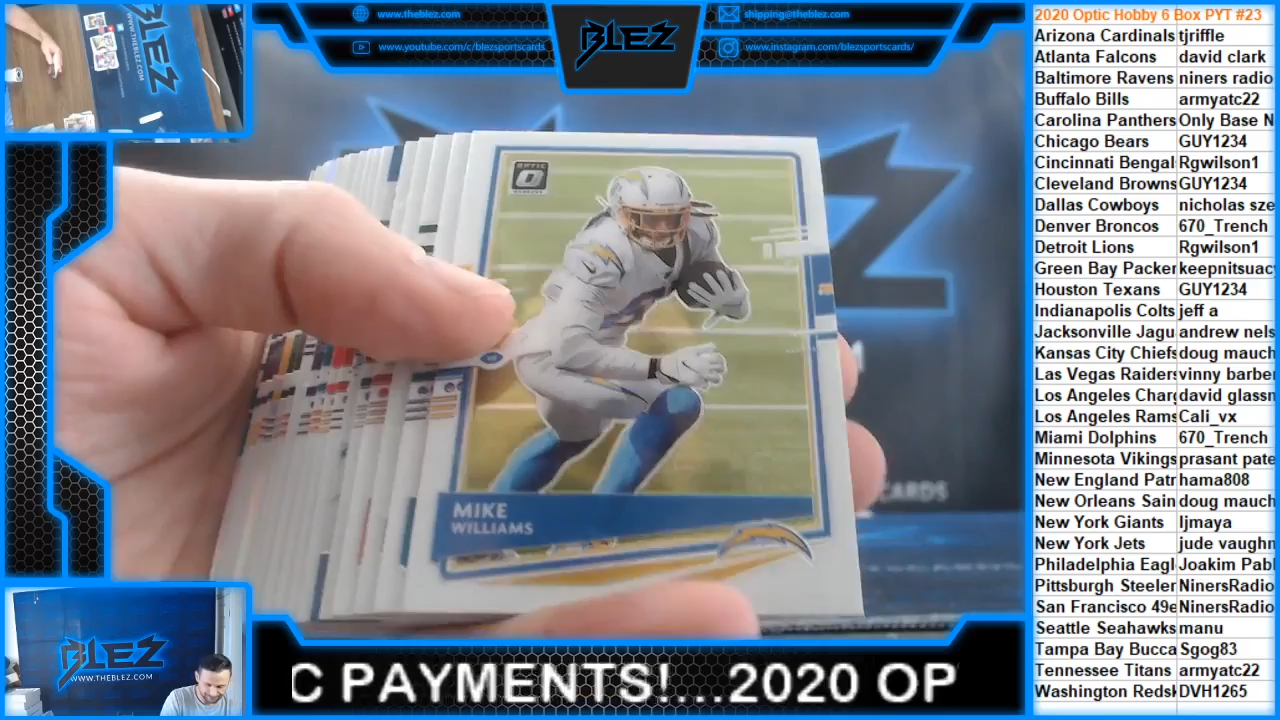 www.theblez.com
shipping@theblez.com
www.youtube.com/c/blezsportscards/
www.instagram.com/blezsportscards/
BLEZ
BLEZ
OPTIC
MIKE
WILLIAMS
CARDS
BLEZ
WWW.THEBLEZ.COM
C PAYMENTS!...2020 OP
2020 Optic Hobby 6 Box PYT #23
Arizona Cardinals tjriffle
Atlanta Falcons david clark
Baltimore Ravens niners radio
Buffalo Bills armyatc22
Carolina Panthers Only Base N
Chicago Bears GUY1234
Cincinnati Bengal Rgwilson1
Cleveland Browns GUY1234
Dallas Cowboys nicholas sze
Denver Broncos 670_Trench
Detroit Lions Rgwilson1
Green Bay Packer keepnitsuac
Houston Texans GUY1234
Indianapolis Colts jeff a
Jacksonville Jagu andrew nels
Kansas City Chiefs doug mauch
Las Vegas Raiders vinny barber
Los Angeles Charg david glassn
Los Angeles Rams Cali_vx
Miami Dolphins 670_Trench
Minnesota Vikings prasant pate
New England Patr hama808
New Orleans Sain doug mauch
New York Giants ljmaya
New York Jets jude vaughn
Philadelphia Eagl Joakim Pabl
Pittsburgh Steeler NinersRadio
San Francisco 49e NinersRadio
Seattle Seahawks manu
Tampa Bay Bucca Sgog83
Tennessee Titans armyatc22
Washington Redsk DVH1265